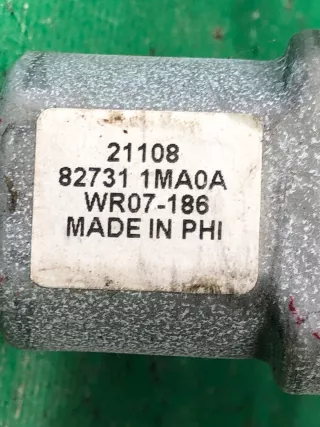 21108
82731 1MA0A
WR07-186
MADE IN PHI